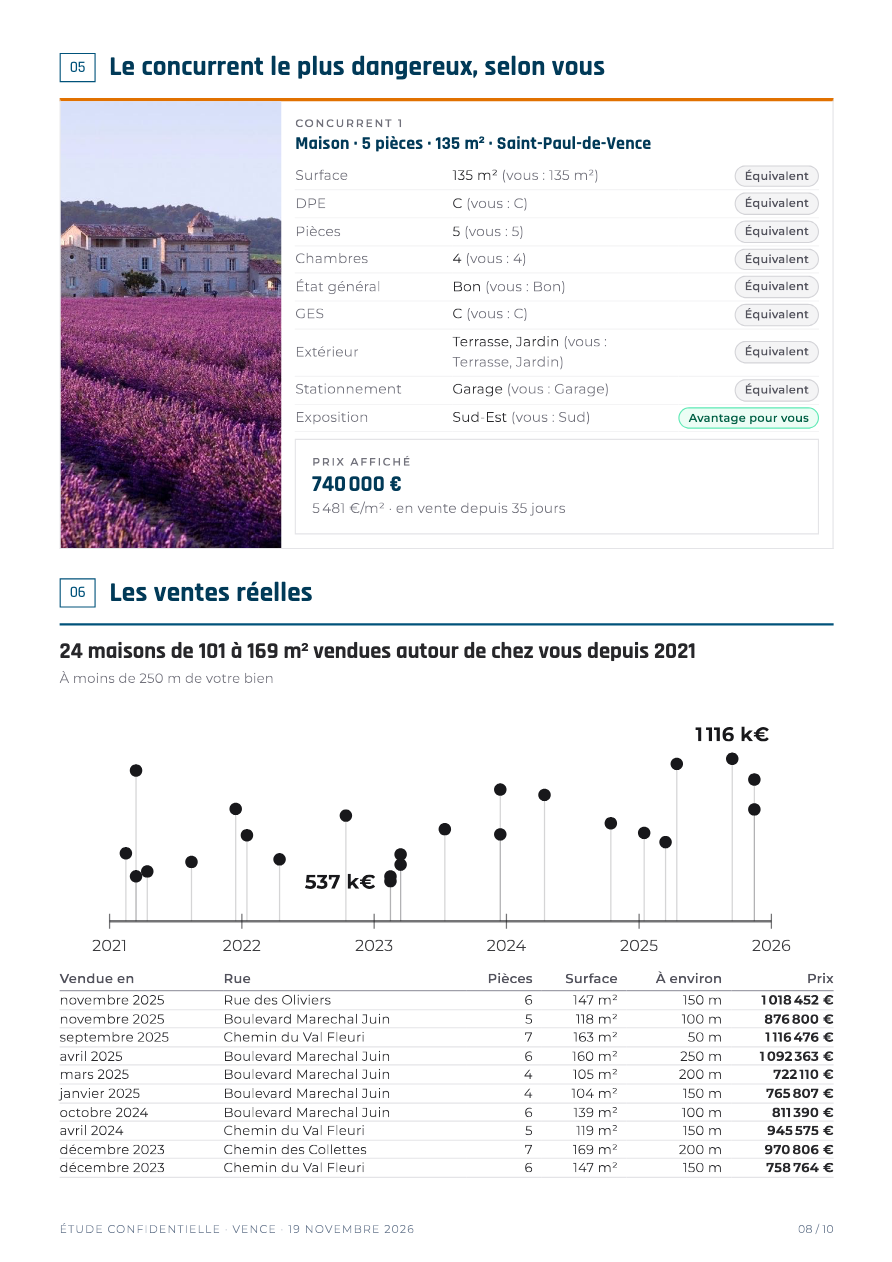 05 Le concurrent le plus dangereux, selon vous
CONCURRENT 1
Maison · 5 pièces · 135 m² · Saint-Paul-de-Vence
Surface 135 m² (vous : 135 m²) Équivalent
DPE C (vous : C) Équivalent
Pièces 5 (vous : 5) Équivalent
Chambres 4 (vous : 4) Équivalent
État général Bon (vous : Bon) Équivalent
GES C (vous : C) Équivalent
Extérieur Terrasse, Jardin (vous :
Terrasse, Jardin) Équivalent
Stationnement Garage (vous : Garage) Équivalent
Exposition Sud-Est (vous : Sud) Avantage pour vous
PRIX AFFICHÉ
740 000 €
5 481 €/m² · en vente depuis 35 jours
06 Les ventes réelles
24 maisons de 101 à 169 m² vendues autour de chez vous depuis 2021
À moins de 250 m de votre bien
1 116 k€
537 k€
2021 2022 2023 2024 2025 2026
Vendue en Rue Pièces Surface À environ Prix
novembre 2025 Rue des Oliviers 6 147 m² 150 m 1 018 452 €
novembre 2025 Boulevard Marechal Juin 5 118 m² 100 m 876 800 €
septembre 2025 Chemin du Val Fleuri 7 163 m² 50 m 1 116 476 €
avril 2025 Boulevard Marechal Juin 6 160 m² 250 m 1 092 363 €
mars 2025 Boulevard Marechal Juin 4 105 m² 200 m 722 110 €
janvier 2025 Boulevard Marechal Juin 4 104 m² 150 m 765 807 €
octobre 2024 Boulevard Marechal Juin 6 139 m² 100 m 811 390 €
avril 2024 Chemin du Val Fleuri 5 119 m² 150 m 945 575 €
décembre 2023 Chemin des Collettes 7 169 m² 200 m 970 806 €
décembre 2023 Chemin du Val Fleuri 6 147 m² 150 m 758 764 €
ÉTUDE CONFIDENTIELLE · VENCE · 19 NOVEMBRE 2026 08 / 10